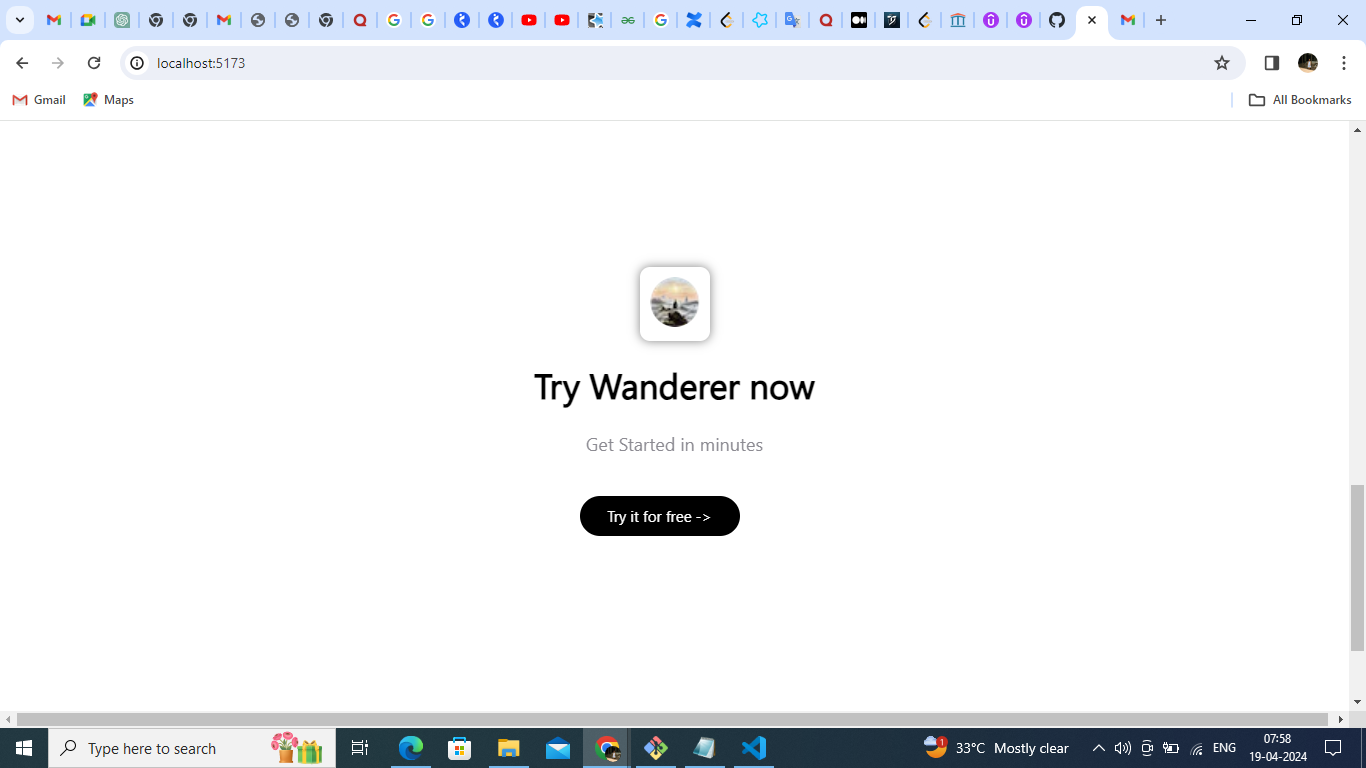 localhost:5173
Gmail
Maps
All Bookmarks
Try Wanderer now
Get Started in minutes
Try it for free ->
Type here to search
1
33°C Mostly clear
ENG
07:58
19-04-2024